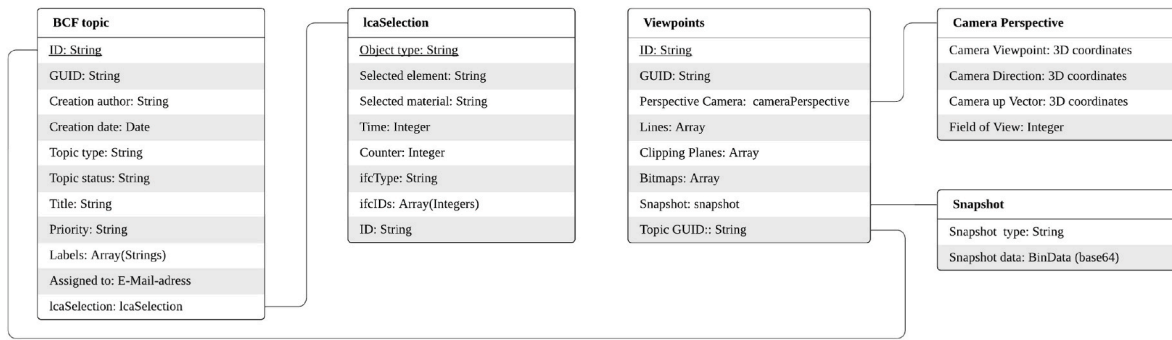 BCF topic
ID: String
GUID: String
Creation author: String
Creation date: Date
Topic type: String
Topic status: String
Title: String
Priority: String
Labels: Array(Strings)
Assigned to: E-Mail-adress
lcaSelection: lcaSelection
lcaSelection
Object type: String
Selected element: String
Selected material: String
Time: Integer
Counter: Integer
ifcType: String
ifcIDs: Array(Integers)
ID: String
Viewpoints
ID: String
GUID: String
Perspective Camera: cameraPerspective
Lines: Array
Clipping Planes: Array
Bitmaps: Array
Snapshot: snapshot
Topic GUID:: String
Camera Perspective
Camera Viewpoint: 3D coordinates
Camera Direction: 3D coordinates
Camera up Vector: 3D coordinates
Field of View: Integer
Snapshot
Snapshot type: String
Snapshot data: BinData (base64)